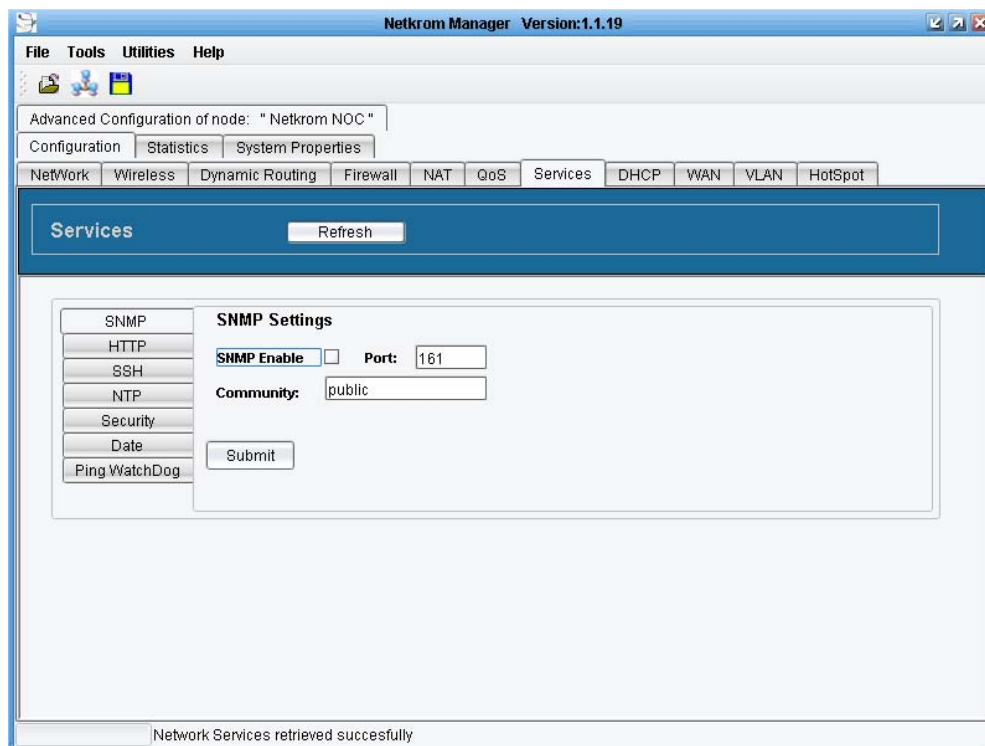 Netkrom Manager Version:1.1.19
File Tools Utilities Help
Advanced Configuration of node: "Netkrom NOC"
Configuration Statistics System Properties
NetWork Wireless Dynamic Routing Firewall NAT QoS Services DHCP WAN VLAN HotSpot
Services Refresh
SNMP
HTTP
SSH
NTP
Security
Date
Ping WatchDog
SNMP Settings
SNMP Enable Port: 161
Community: public
Submit
Network Services retrieved succesfully